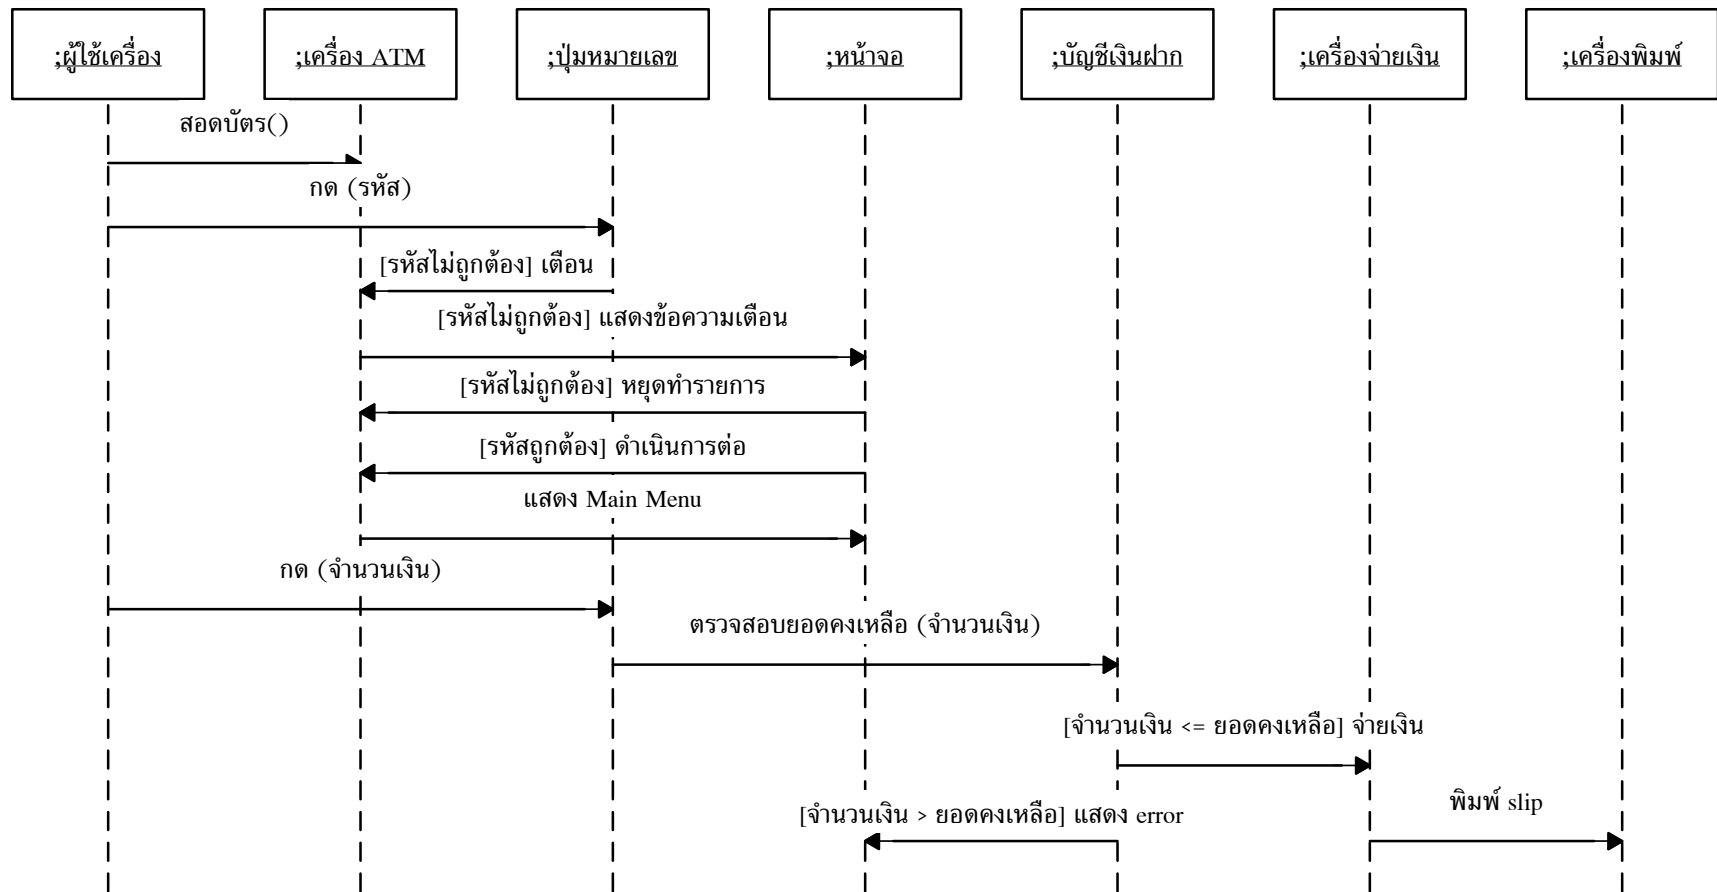 ;ผู้ใช้เครื่อง
;เครื่อง ATM
;ปุ่มหมายเลข
;หน้าจอ
;บัญชีเงินฝาก
;เครื่องจ่ายเงิน
;เครื่องพิมพ์
สอดบัตร()
กด (รหัส)
[รหัสไม่ถูกต้อง] เตือน
[รหัสไม่ถูกต้อง] แสดงข้อความเตือน
[รหัสไม่ถูกต้อง] หยุดทำรายการ
[รหัสถูกต้อง] ดำเนินการต่อ
แสดง Main Menu
กด (จำนวนเงิน)
ตรวจสอบยอดคงเหลือ (จำนวนเงิน)
[จำนวนเงิน <= ยอดคงเหลือ] จ่ายเงิน
พิมพ์ slip
[จำนวนเงิน > ยอดคงเหลือ] แสดง error